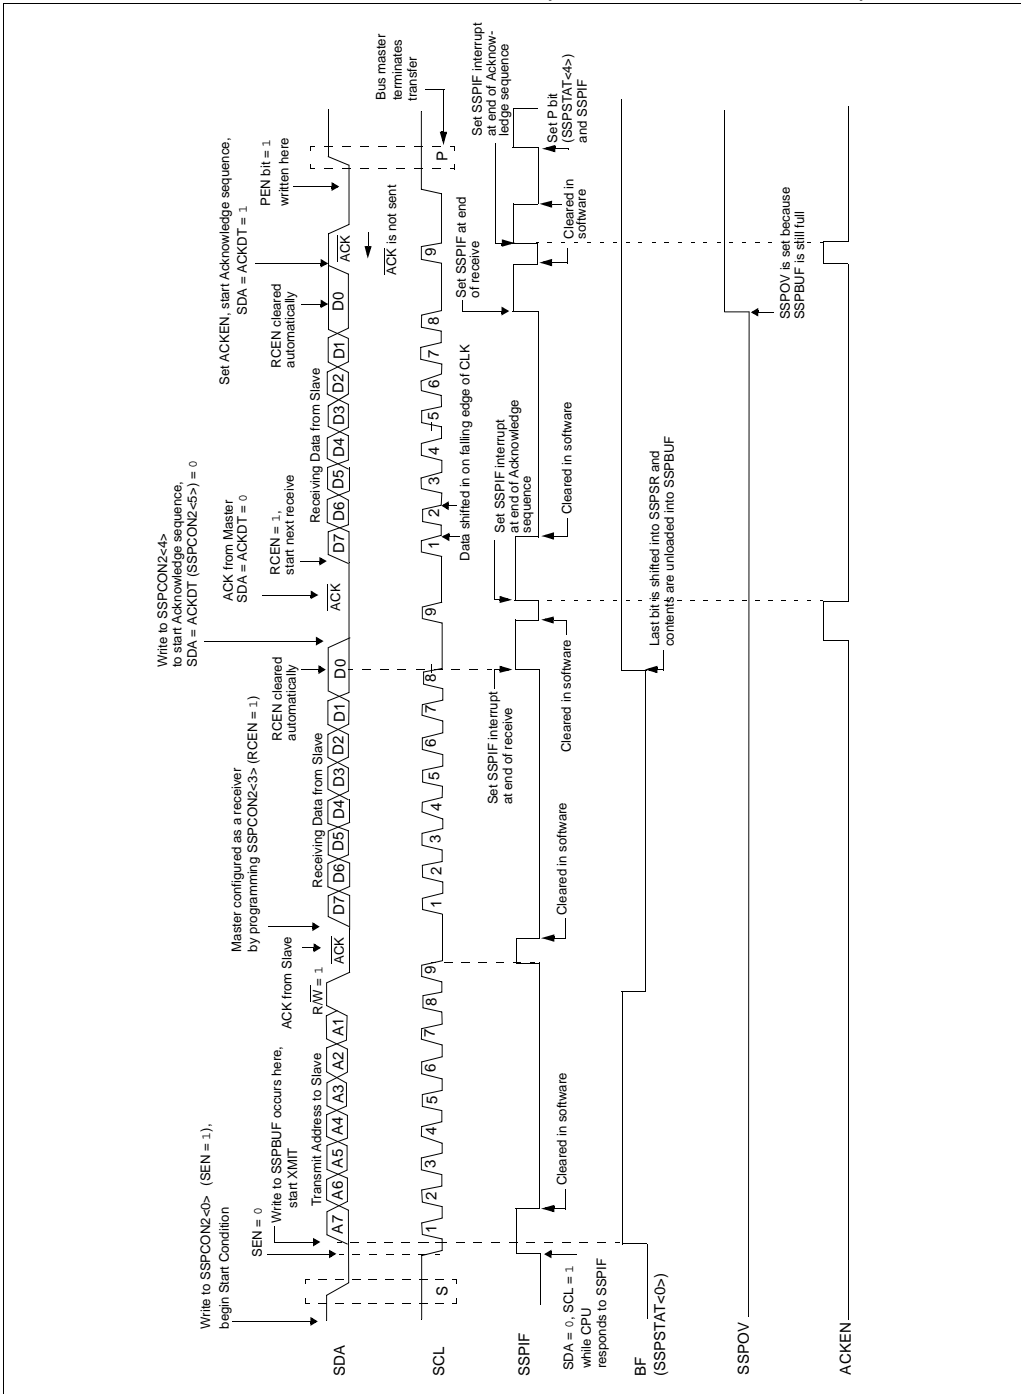 Write to SSPCON2<0> (SEN = 1),
begin Start Condition
SEN = 0
Write to SSPBUF occurs here,
start XMIT
ACK from Slave
Master configured as a receiver
by programming SSPCON2<3> (RCEN = 1)
RCEN cleared
automatically
Write to SSPCON2<4>
to start Acknowledge sequence,
SDA = ACKDT (SSPCON2<5>) = 0
ACK from Master
SDA = ACKDT = 0
RCEN = 1,
start next receive
RCEN cleared
automatically
Set ACKEN, start Acknowledge sequence,
SDA = ACKDT = 1
PEN bit = 1
written here
Transmit Address to Slave
R/W = 1
Receiving Data from Slave
Receiving Data from Slave
SDA
A7 A6 A5 A4 A3 A2 A1
ACK
D7 D6 D5 D4 D3 D2 D1 D0
ACK
D7 D6 D5 D4 D3 D2 D1 D0
ACK
ACK is not sent
Bus master
terminates
transfer
SCL
S
1 2 3 4 5 6 7 8 9
1 2 3 4 5 6 7 8 9
1 2 3 4 5 6 7 8 9
P
Data shifted in on falling edge of CLK
Set SSPIF at end
of receive
Set SSPIF interrupt
at end of Acknow-
ledge sequence
Set SSPIF interrupt
at end of receive
Set SSPIF interrupt
at end of Acknowledge
sequence
SSPIF
SDA = 0, SCL = 1
while CPU
responds to SSPIF
Cleared in software
Cleared in software
Cleared in software
Cleared in software
Cleared in
software
Set P bit
(SSPSTAT<4>)
and SSPIF
BF
(SSPSTAT<0>)
Last bit is shifted into SSPSR and
contents are unloaded into SSPBUF
SSPOV
SSPOV is set because
SSPBUF is still full
ACKEN